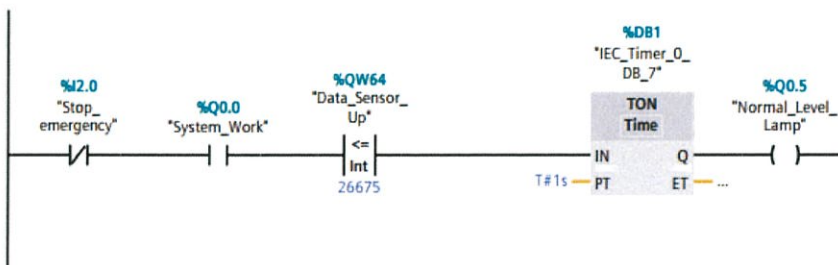 %DB1
"IEC_Timer_0_
DB_7"
%I2.0
"Stop_
emergency"
%Q0.0
"System_Work"
%QW64
"Data_Sensor_
Up"
<=
Int
26675
TON
Time
IN Q
T#1s PT ET ...
%Q0.5
"Normal_Level_
Lamp"